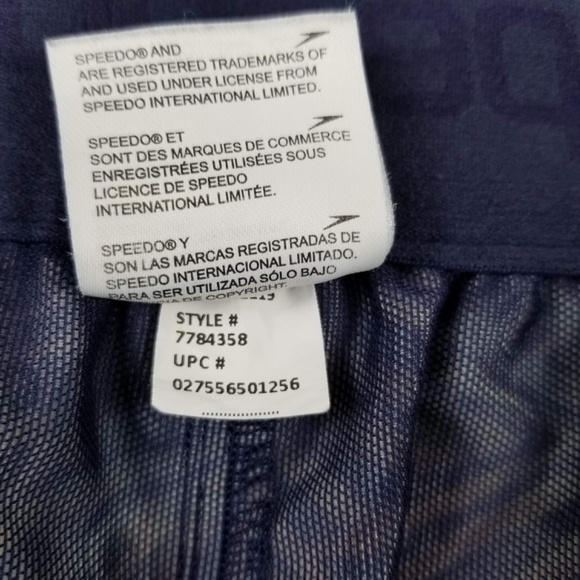 SPEEDO® AND
ARE REGISTERED TRADEMARKS OF
AND USED UNDER LICENSE FROM
SPEEDO INTERNATIONAL LIMITED.
SPEEDO® ET
SONT DES MARQUES DE COMMERCE
ENREGISTRÉES UTILISÉES SOUS
LICENCE DE SPEEDO
INTERNATIONAL LIMITÉE.
SPEEDO® Y
SON LAS MARCAS REGISTRADAS DE
SPEEDO INTERNACIONAL LIMITADO.
PARA SER UTILIZADA SÓLO BAJO
DE COPYRIGHT
STYLE #
7784358
UPC #
027556501256